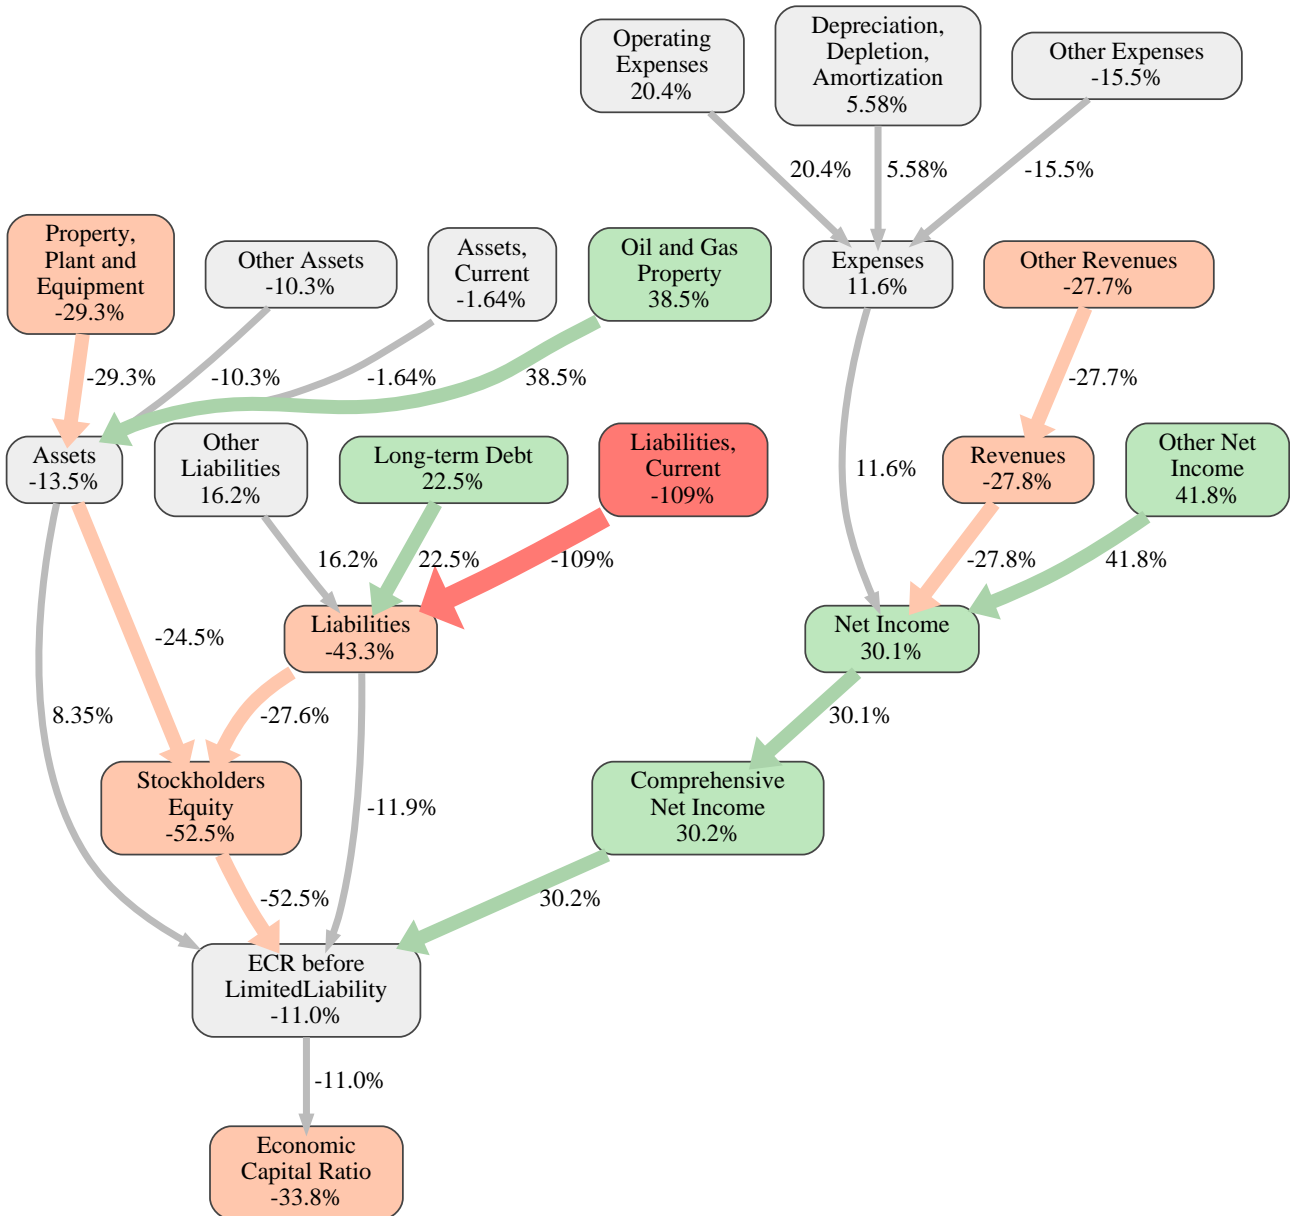 Operating
Expenses
20.4%
Depreciation,
Depletion,
Amortization
5.58%
Other Expenses
-15.5%
20.4%
5.58%
-15.5%
Property,
Plant and
Equipment
-29.3%
Other Assets
-10.3%
Assets,
Current
-1.64%
Oil and Gas
Property
38.5%
Expenses
11.6%
Other Revenues
-27.7%
-29.3%
-10.3%
-1.64%
38.5%
-27.7%
Assets
-13.5%
Other
Liabilities
16.2%
Long-term Debt
22.5%
Liabilities,
Current
-109%
11.6%
Revenues
-27.8%
Other Net
Income
41.8%
16.2%
22.5%
-109%
-27.8%
41.8%
Liabilities
-43.3%
Net Income
30.1%
-24.5%
8.35%
-27.6%
30.1%
Stockholders
Equity
-52.5%
-11.9%
Comprehensive
Net Income
30.2%
-52.5%
30.2%
ECR before
LimitedLiability
-11.0%
-11.0%
Economic
Capital Ratio
-33.8%